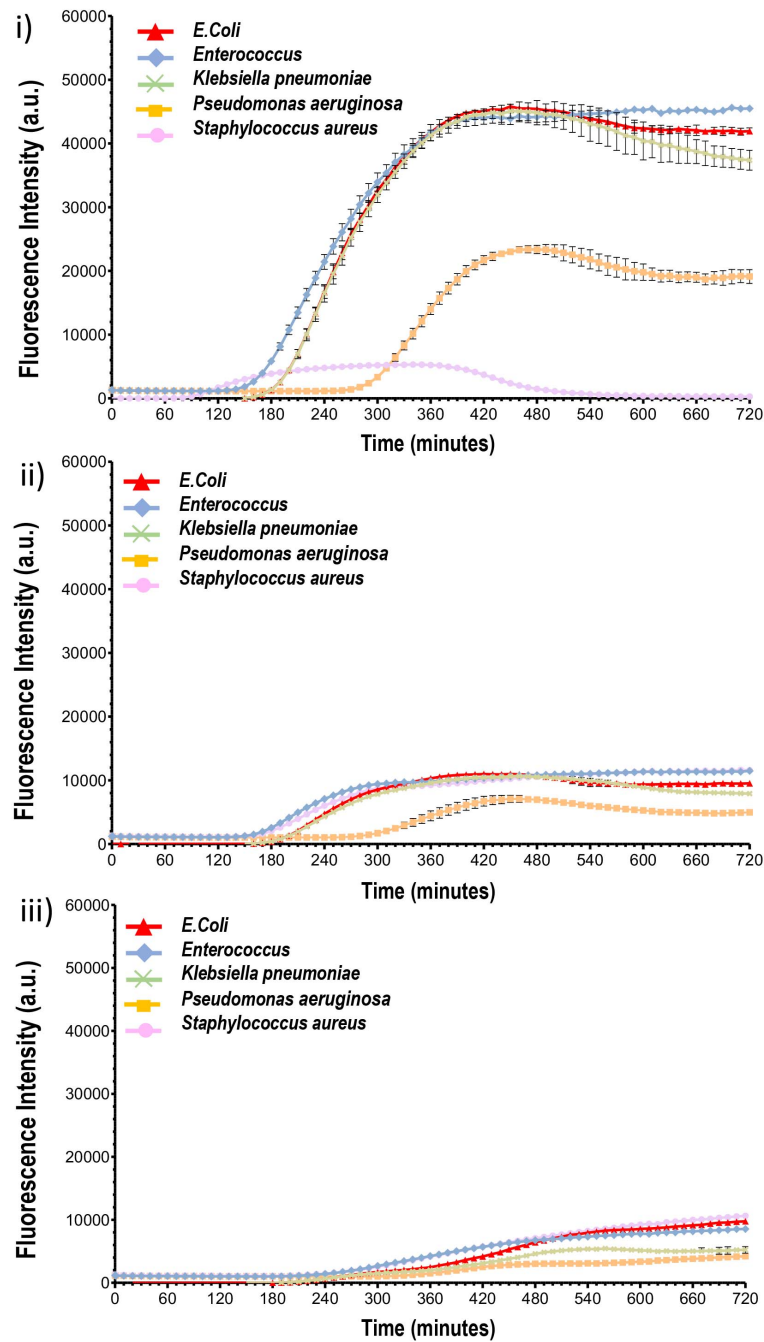 i)
60000
E.Coli
Enterococcus
50000
Klebsiella pneumoniae
Pseudomonas aeruginosa
Staphylococcus aureus
40000
30000
20000
10000
0
Fluorescence Intensity (a.u.)
0 60 120 180 240 300 360 420 480 540 600 660 720
Time (minutes)
ii)
60000
E.Coli
Enterococcus
50000
Klebsiella pneumoniae
Pseudomonas aeruginosa
Staphylococcus aureus
40000
30000
20000
10000
0
Fluorescence Intensity (a.u.)
0 60 120 180 240 300 360 420 480 540 600 660 720
Time (minutes)
iii)
60000
E.Coli
Enterococcus
50000
Klebsiella pneumoniae
Pseudomonas aeruginosa
Staphylococcus aureus
40000
30000
20000
10000
0
Fluorescence Intensity (a.u.)
0 60 120 180 240 300 360 420 480 540 600 660 720
Time (minutes)